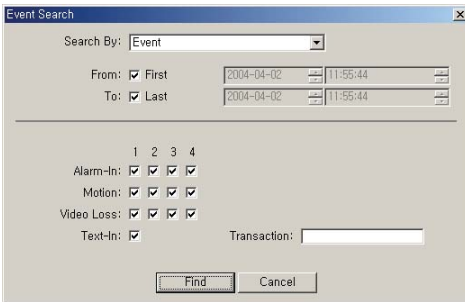 Event Search
Search By: Event
From: First 2004-04-02 11:55:44
To: Last 2004-04-02 11:55:44
1 2 3 4
Alarm-In:
Motion:
Video Loss:
Text-In: Transaction:
Find Cancel